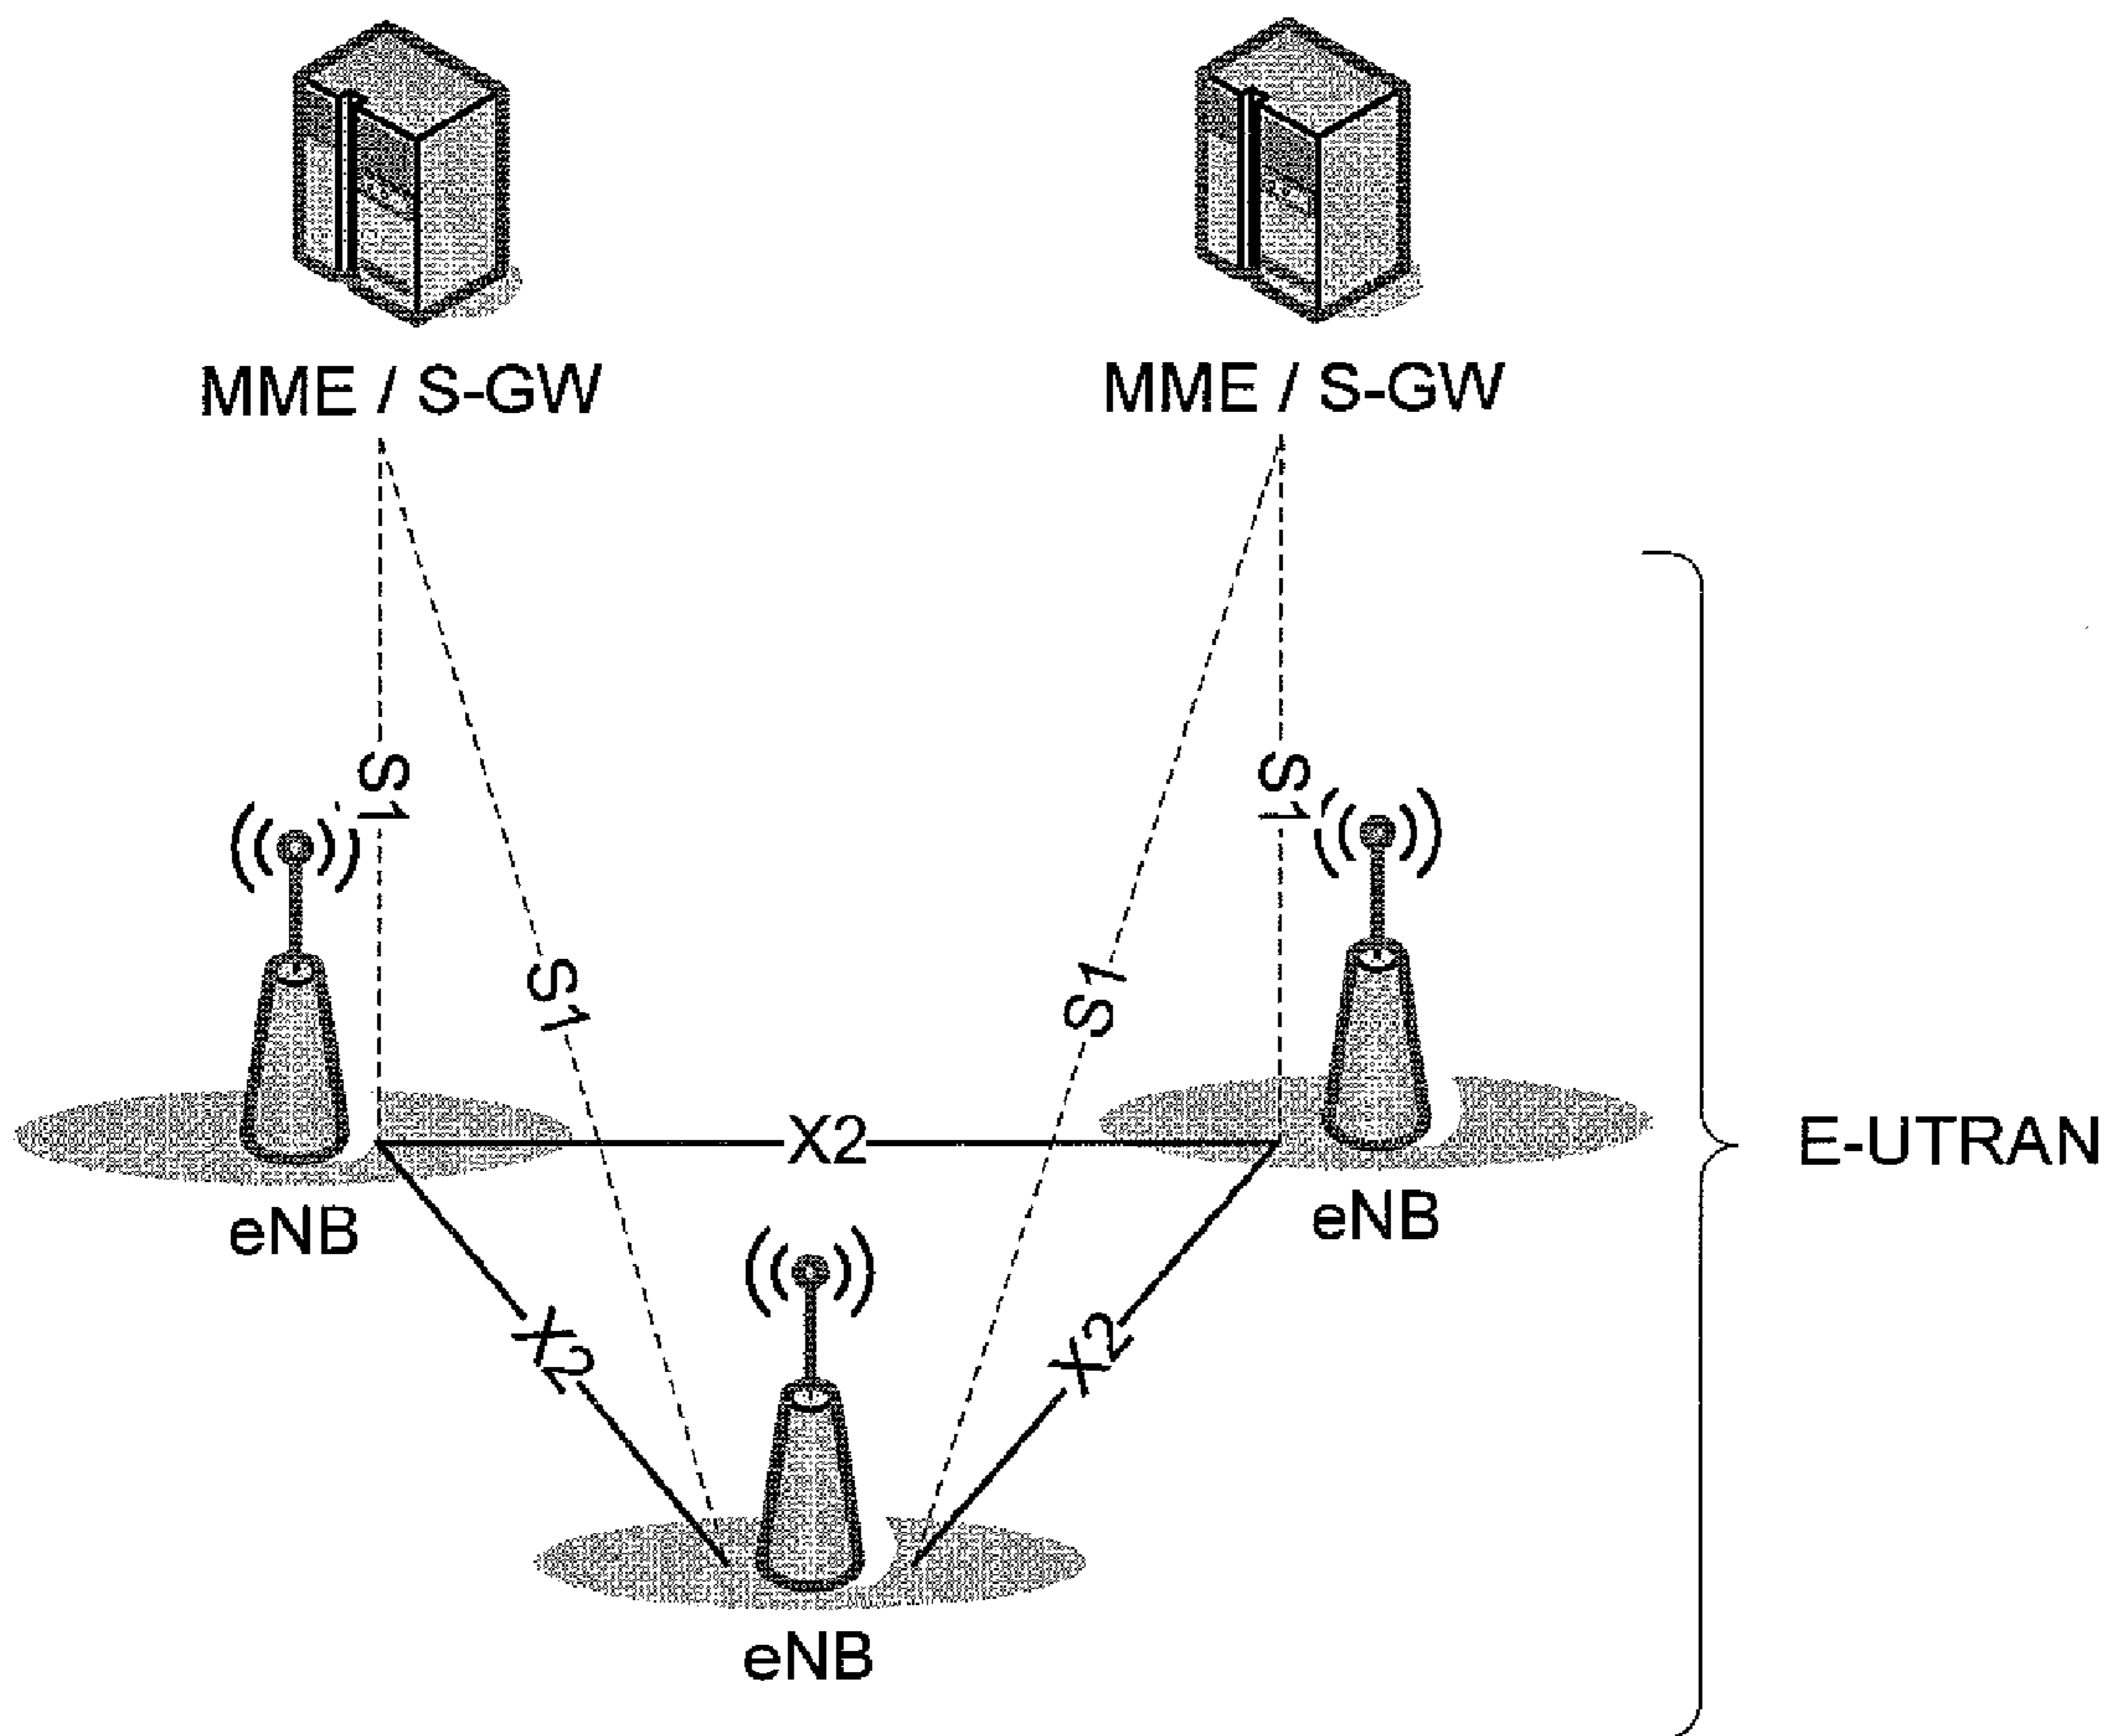 MME / S-GW
MME / S-GW
S1
S1
S1
S1
X2
E-UTRAN
eNB
eNB
X2
X2
eNB